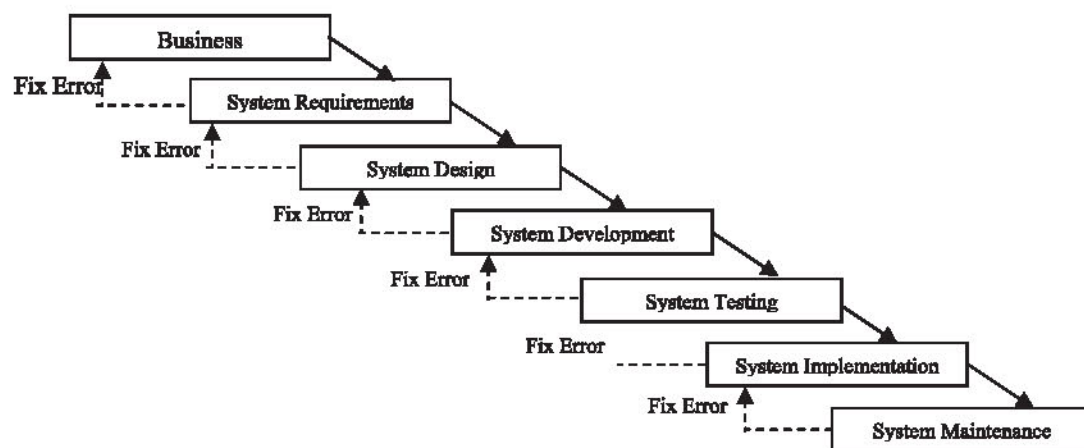 Business
Fix Error
System Requirements
Fix Error
System Design
Fix Error
System Development
Fix Error
System Testing
Fix Error
System Implementation
Fix Error
System Maintenance